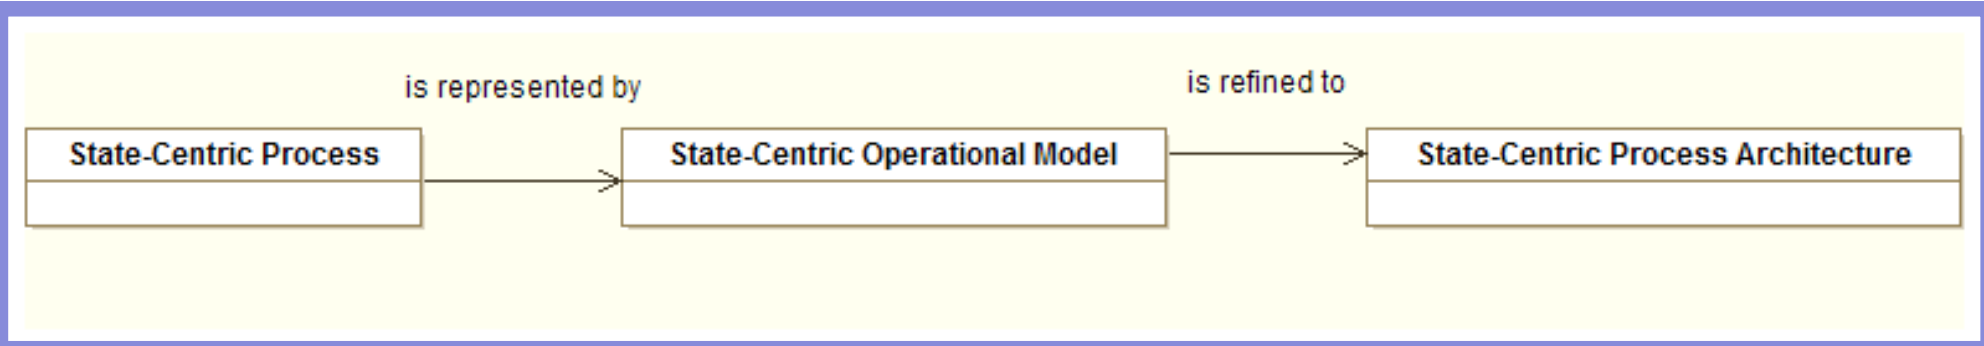 is represented by
is refined to
State-Centric Process
State-Centric Operational Model
State-Centric Process Architecture